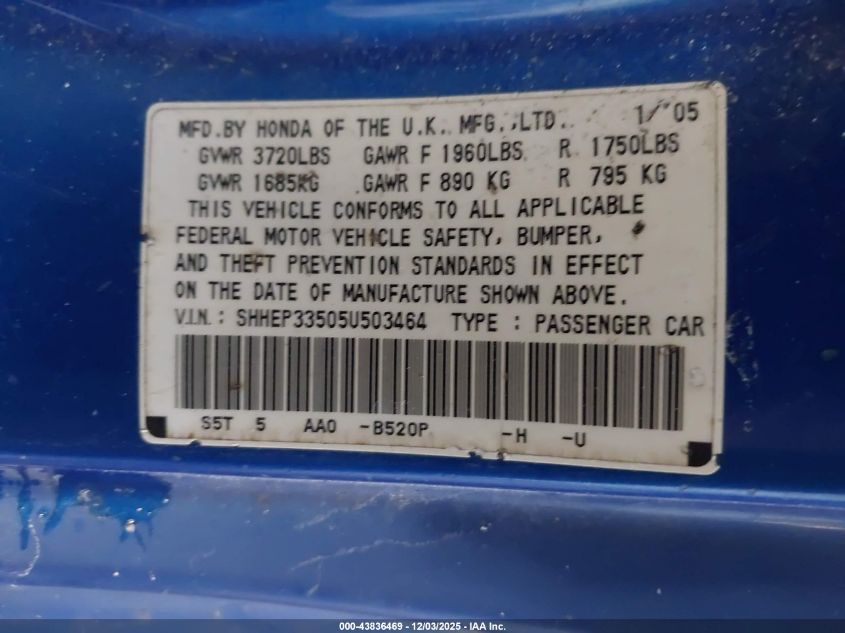 MFD.BY HONDA OF THE U.K. MFG.,LTD. 1/'05
GVWR 3720LBS GAWR F 1960LBS R 1750LBS
GVWR 1685KG GAWR F 890 KG R 795 KG
THIS VEHICLE CONFORMS TO ALL APPLICABLE
FEDERAL MOTOR VEHICLE SAFETY, BUMPER,
AND THEFT PREVENTION STANDARDS IN EFFECT
ON THE DATE OF MANUFACTURE SHOWN ABOVE.
V.I.N. : SHHEP33505U503464 TYPE : PASSENGER CAR
S5T 5 AA0 -B520P -H -U
000-43836469 - 12/03/2025 - IAA Inc.